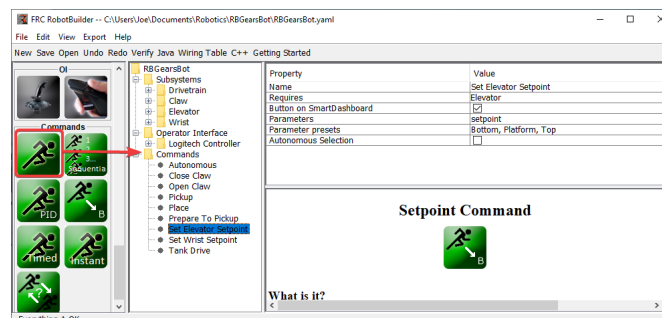 FRC RobotBuilder -- C:\Users\Joe\Documents\Robotics\RBGearsBot\RBGearsBot.yaml
File Edit View Export Help
New Save Open Undo Redo Verify Java Wiring Table C++ Getting Started
OI
Commands
1
2
3...
Sequentia
PID
B
Timed
Instant
?
RBGearsBot
Subsystems
Drivetrain
Claw
Elevator
Wrist
Operator Interface
Logitech Controller
Commands
Autonomous
Close Claw
Open Claw
Pickup
Place
Prepare To Pickup
Set Elevator Setpoint
Set Wrist Setpoint
Tank Drive
Property Value
Name Set Elevator Setpoint
Requires Elevator
Button on SmartDashboard
Parameters setpoint
Parameter presets Bottom, Platform, Top
Autonomous Selection
Setpoint Command
B
What is it?